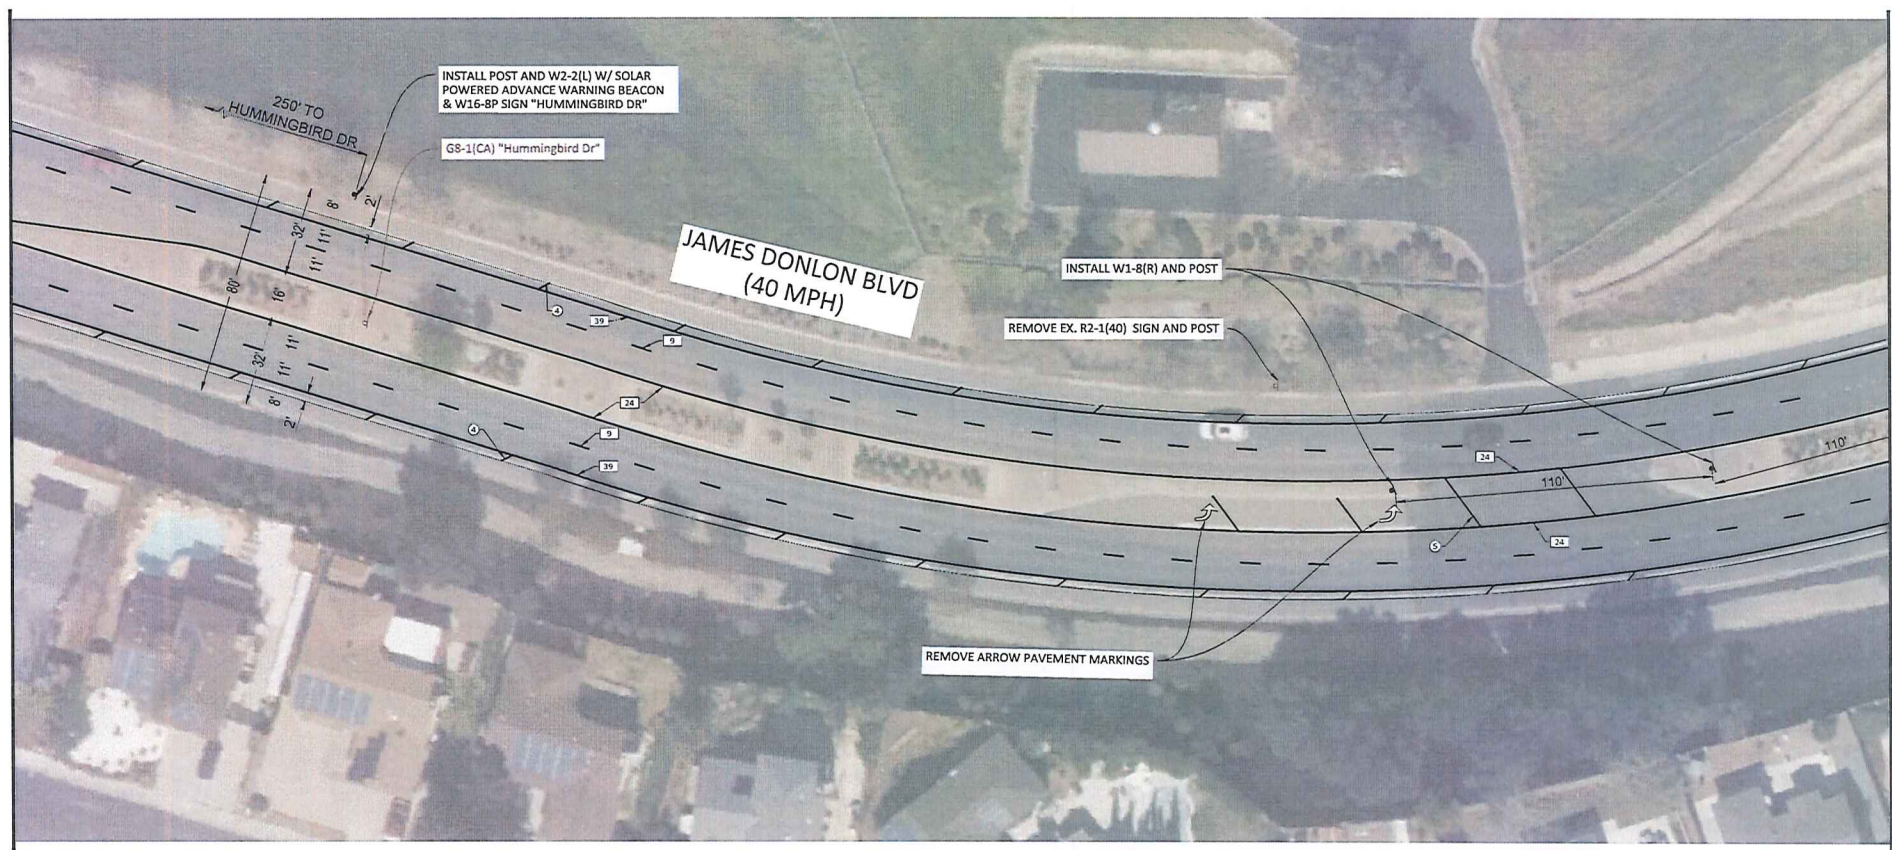 INSTALL POST AND W2-2(L) W/ SOLAR
POWERED ADVANCE WARNING BEACON
& W16-8P SIGN "HUMMINGBIRD DR"
250' TO
HUMMINGBIRD DR
G8-1(CA) "Hummingbird Dr"
JAMES DONLON BLVD
(40 MPH)
INSTALL W1-8(R) AND POST
REMOVE EX. R2-1(40) SIGN AND POST
REMOVE ARROW PAVEMENT MARKINGS
8'
2'
32'
11'
11'
80'
16'
11'
32'
11'
8'
2'
4
39
9
24
9
4
39
24
110'
110'
5
24